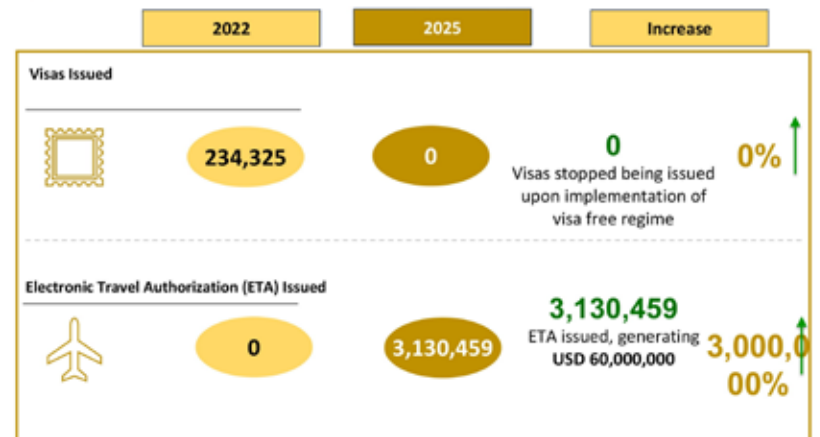 2022
2025
Increase
Visas Issued
234,325
0
0
Visas stopped being issued
upon implementation of
visa free regime
0%
Electronic Travel Authorization (ETA) Issued
0
3,130,459
3,130,459
ETA issued, generating
USD 60,000,000
3,000,0
00%